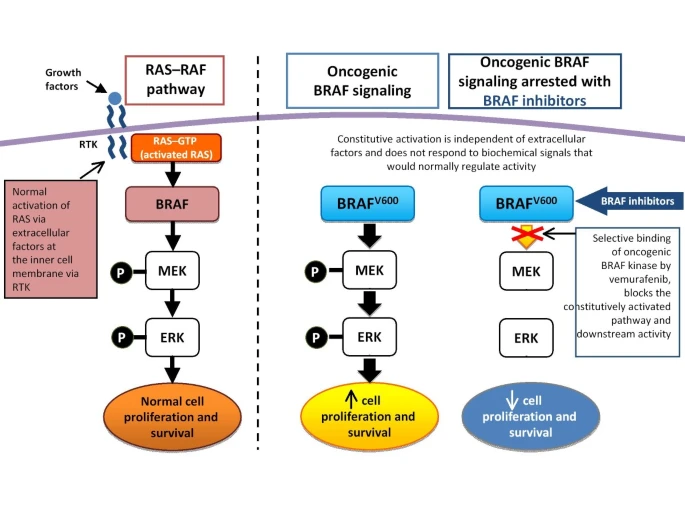 Growth
factors
RAS–RAF
pathway
Oncogenic
BRAF signaling
Oncogenic BRAF
signaling arrested with
BRAF inhibitors
RTK
RAS–GTP
(activated RAS)
Constitutive activation is independent of extracellular
factors and does not respond to biochemical signals that
would normally regulate activity
Normal
activation of
RAS via
extracellular
factors at
the inner cell
membrane via
RTK
BRAF
P
MEK
P
ERK
Normal cell
proliferation and
survival
BRAFV600
P
MEK
P
ERK
cell
proliferation and
survival
BRAFV600
BRAF inhibitors
Selective binding
of oncogenic
BRAF kinase by
vemurafenib,
blocks the
constitutively activated
pathway and
downstream activity
MEK
ERK
cell
proliferation and
survival